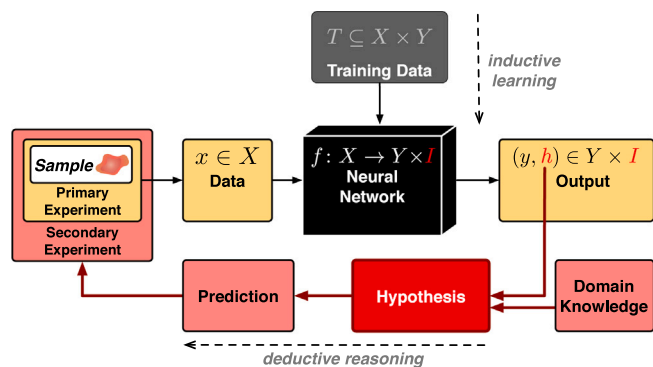 T ⊆ X × Y
Training Data
inductive
learning
Sample
Primary
Experiment
Secondary
Experiment
x ∈ X
Data
f: X → Y×I
Neural
Network
(y, h) ∈ Y × I
Output
Prediction
Hypothesis
Domain
Knowledge
deductive reasoning